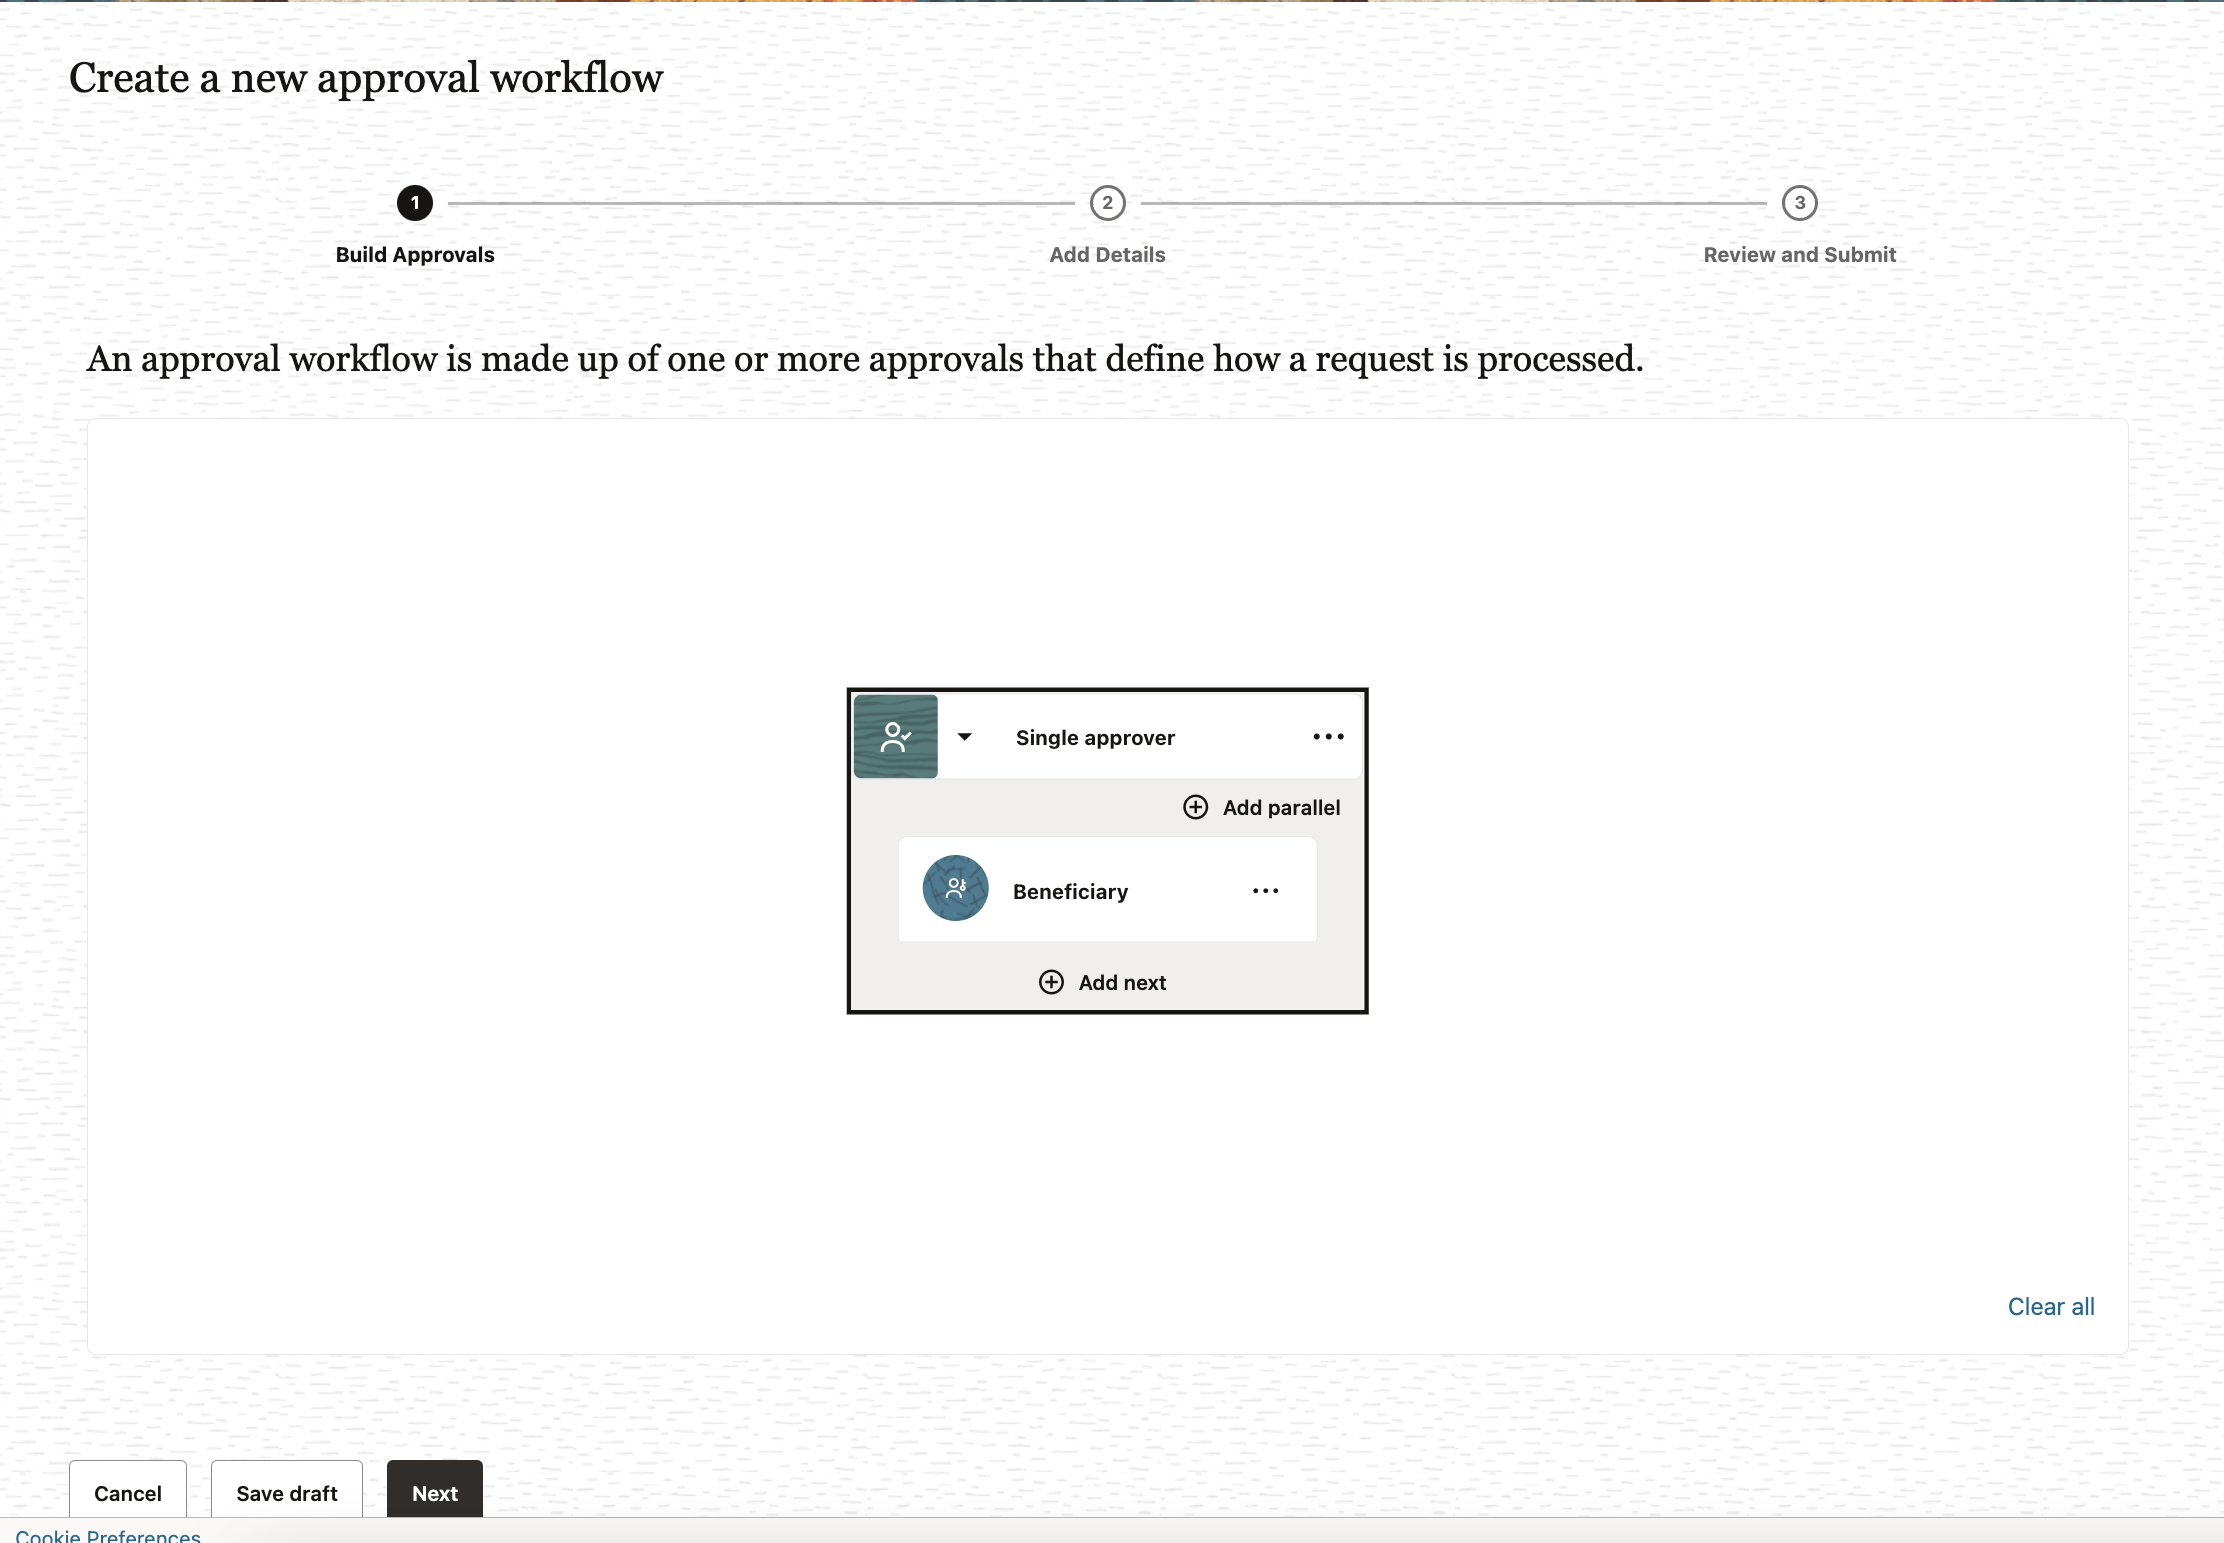 Create a new approval workflow
1
2
3
Build Approvals
Add Details
Review and Submit
An approval workflow is made up of one or more approvals that define how a request is processed.
Single approver
Add parallel
Beneficiary
Add next
Clear all
Cancel
Save draft
Next
Cookie Preferences